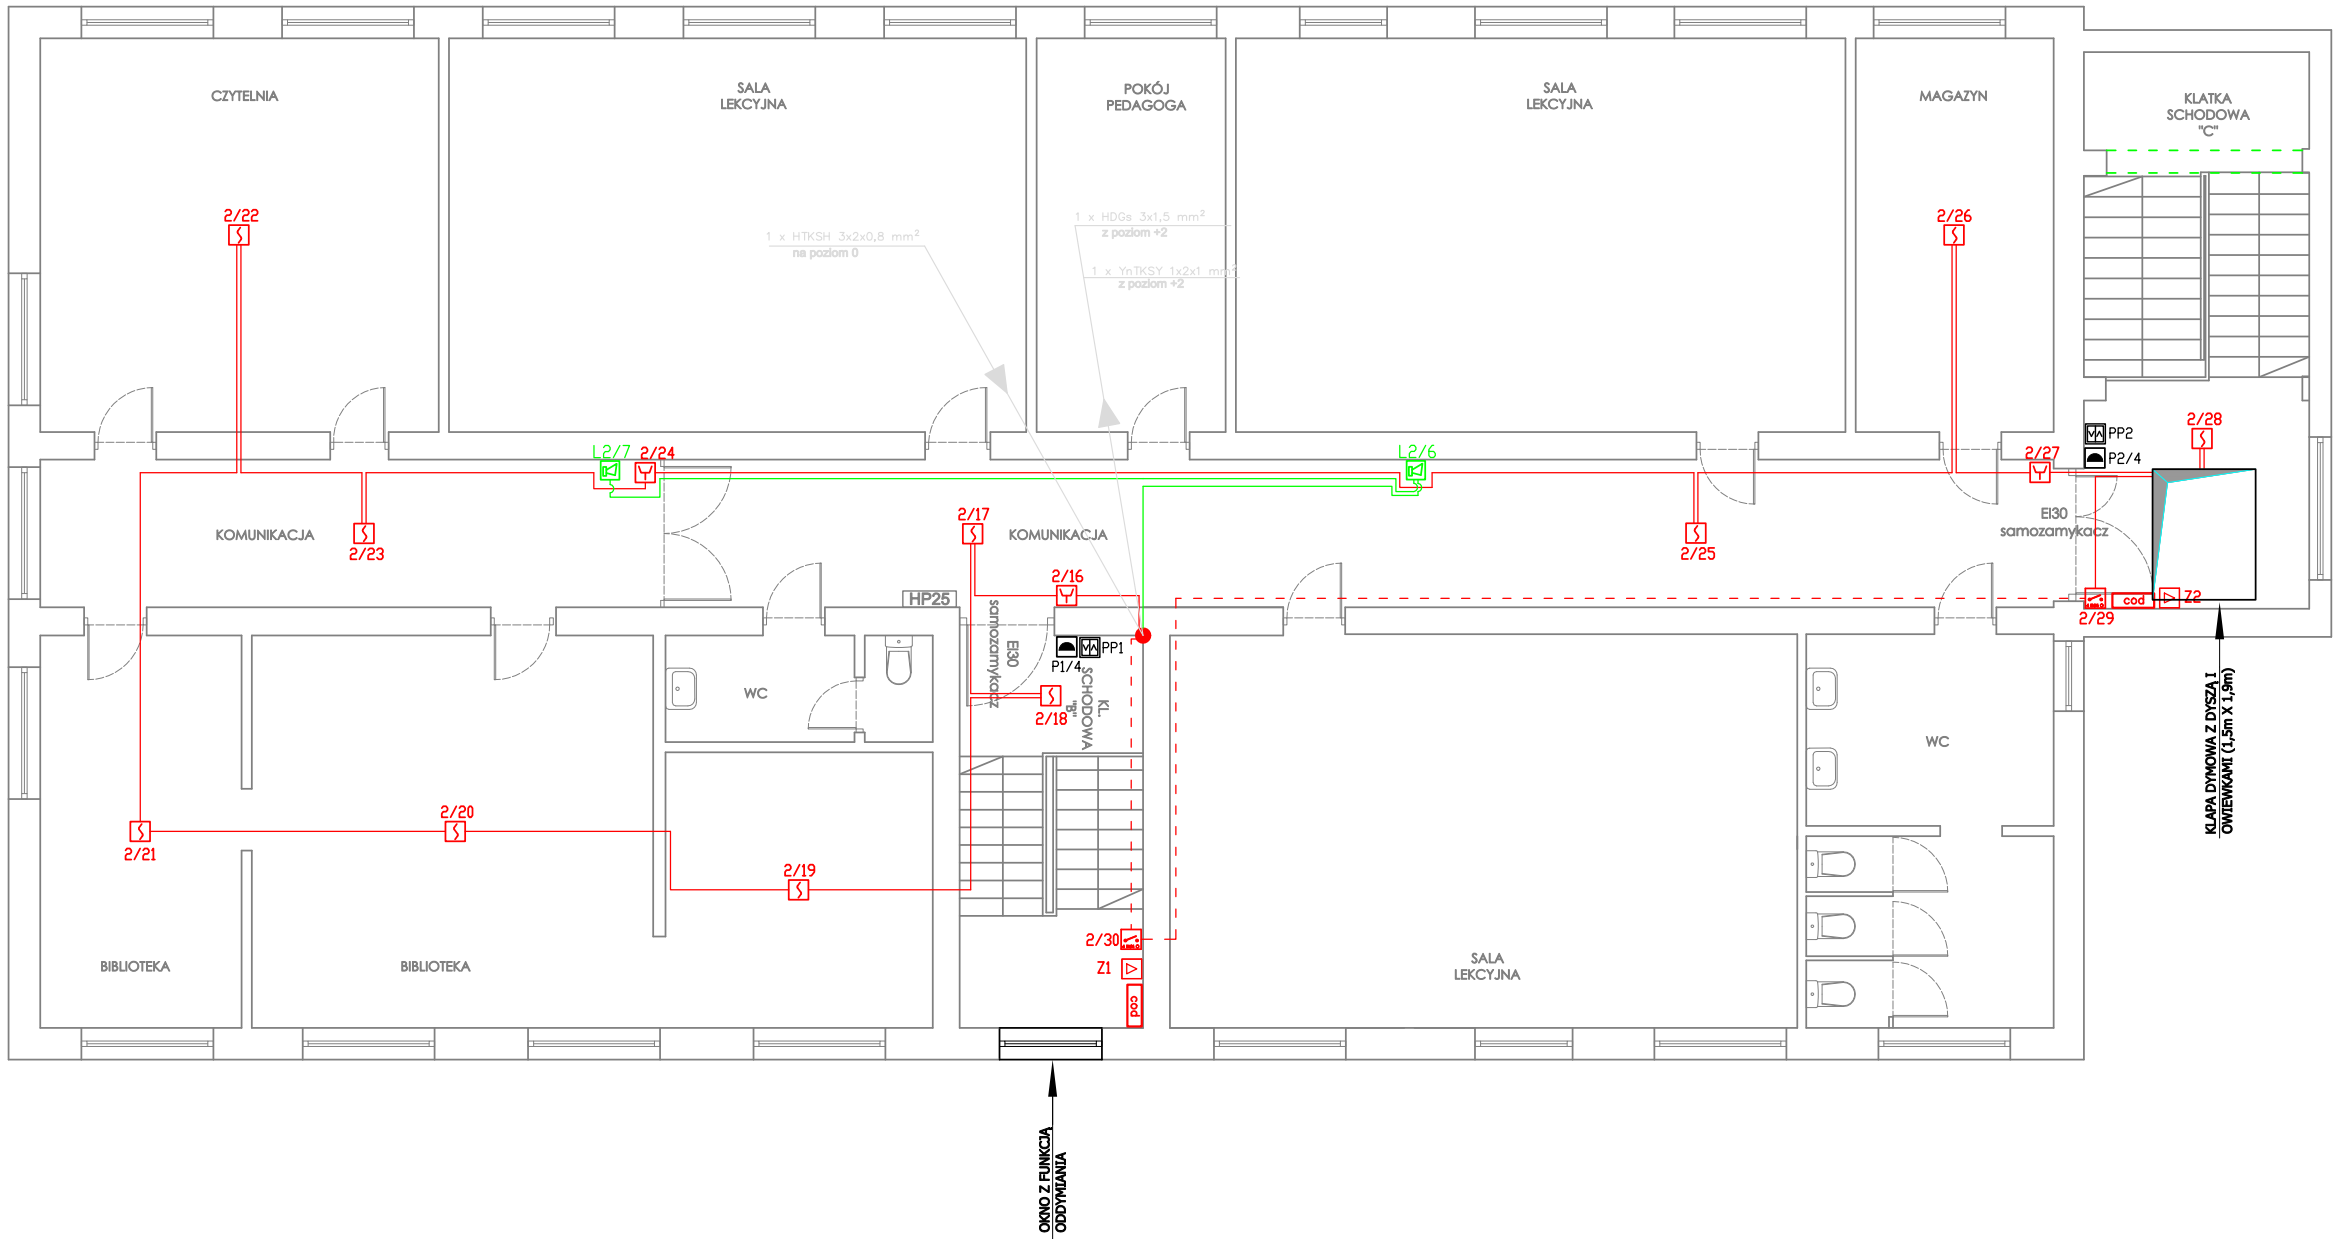 CZYTELNIA
SALA
LEKCYJNA
POKÓJ
PEDAGOGA
SALA
LEKCYJNA
MAGAZYN
KLATKA
SCHODOWA
"C"
2/22
1 x HTKSH 3x2x0,8 mm²
na poziom 0
1 x HDGs 3x1,5 mm²
z poziom +2
1 x YnTKSY 1x2x1 mm²
z poziom +2
2/26
L2/7
2/24
L2/6
2/27
PP2
P2/4
2/28
KOMUNIKACJA
2/23
2/17
KOMUNIKACJA
2/25
EI30
samozamykacz
2/16
HP25
cod
Z2
2/29
EI30
samozamykacz
P1/4
PP1
WC
2/18
KL.
SCHODOWA
"B"
WC
KLAPA DYMOWA Z DYSZĄ I
OWIEWKAMI (1,5m X 1,9m)
2/21
2/20
2/19
2/30
Z1
cod
BIBLIOTEKA
BIBLIOTEKA
SALA
LEKCYJNA
OKNO Z FUNKCJĄ
ODDYMIANIA